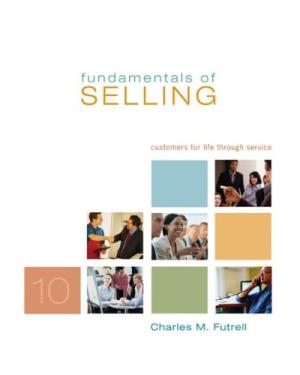 fundamentals of
SELLING
customers for life through service
10
Charles M. Futrell